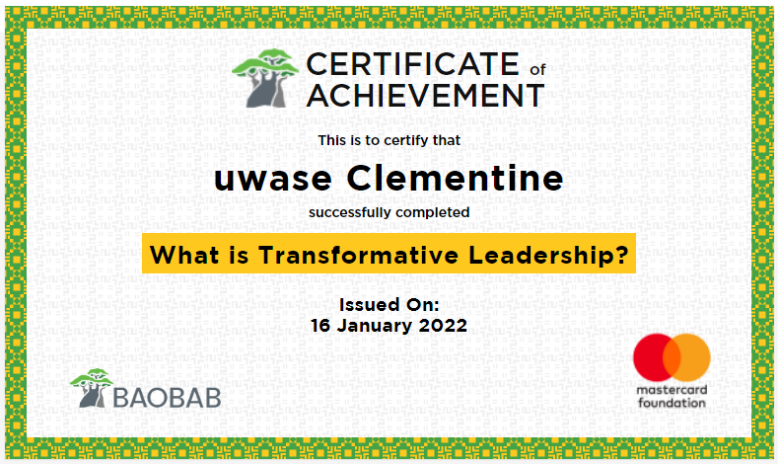 CERTIFICATE of
ACHIEVEMENT
This is to certify that
uwase Clementine
successfully completed
What is Transformative Leadership?
Issued On:
16 January 2022
BAOBAB
mastercard
foundation